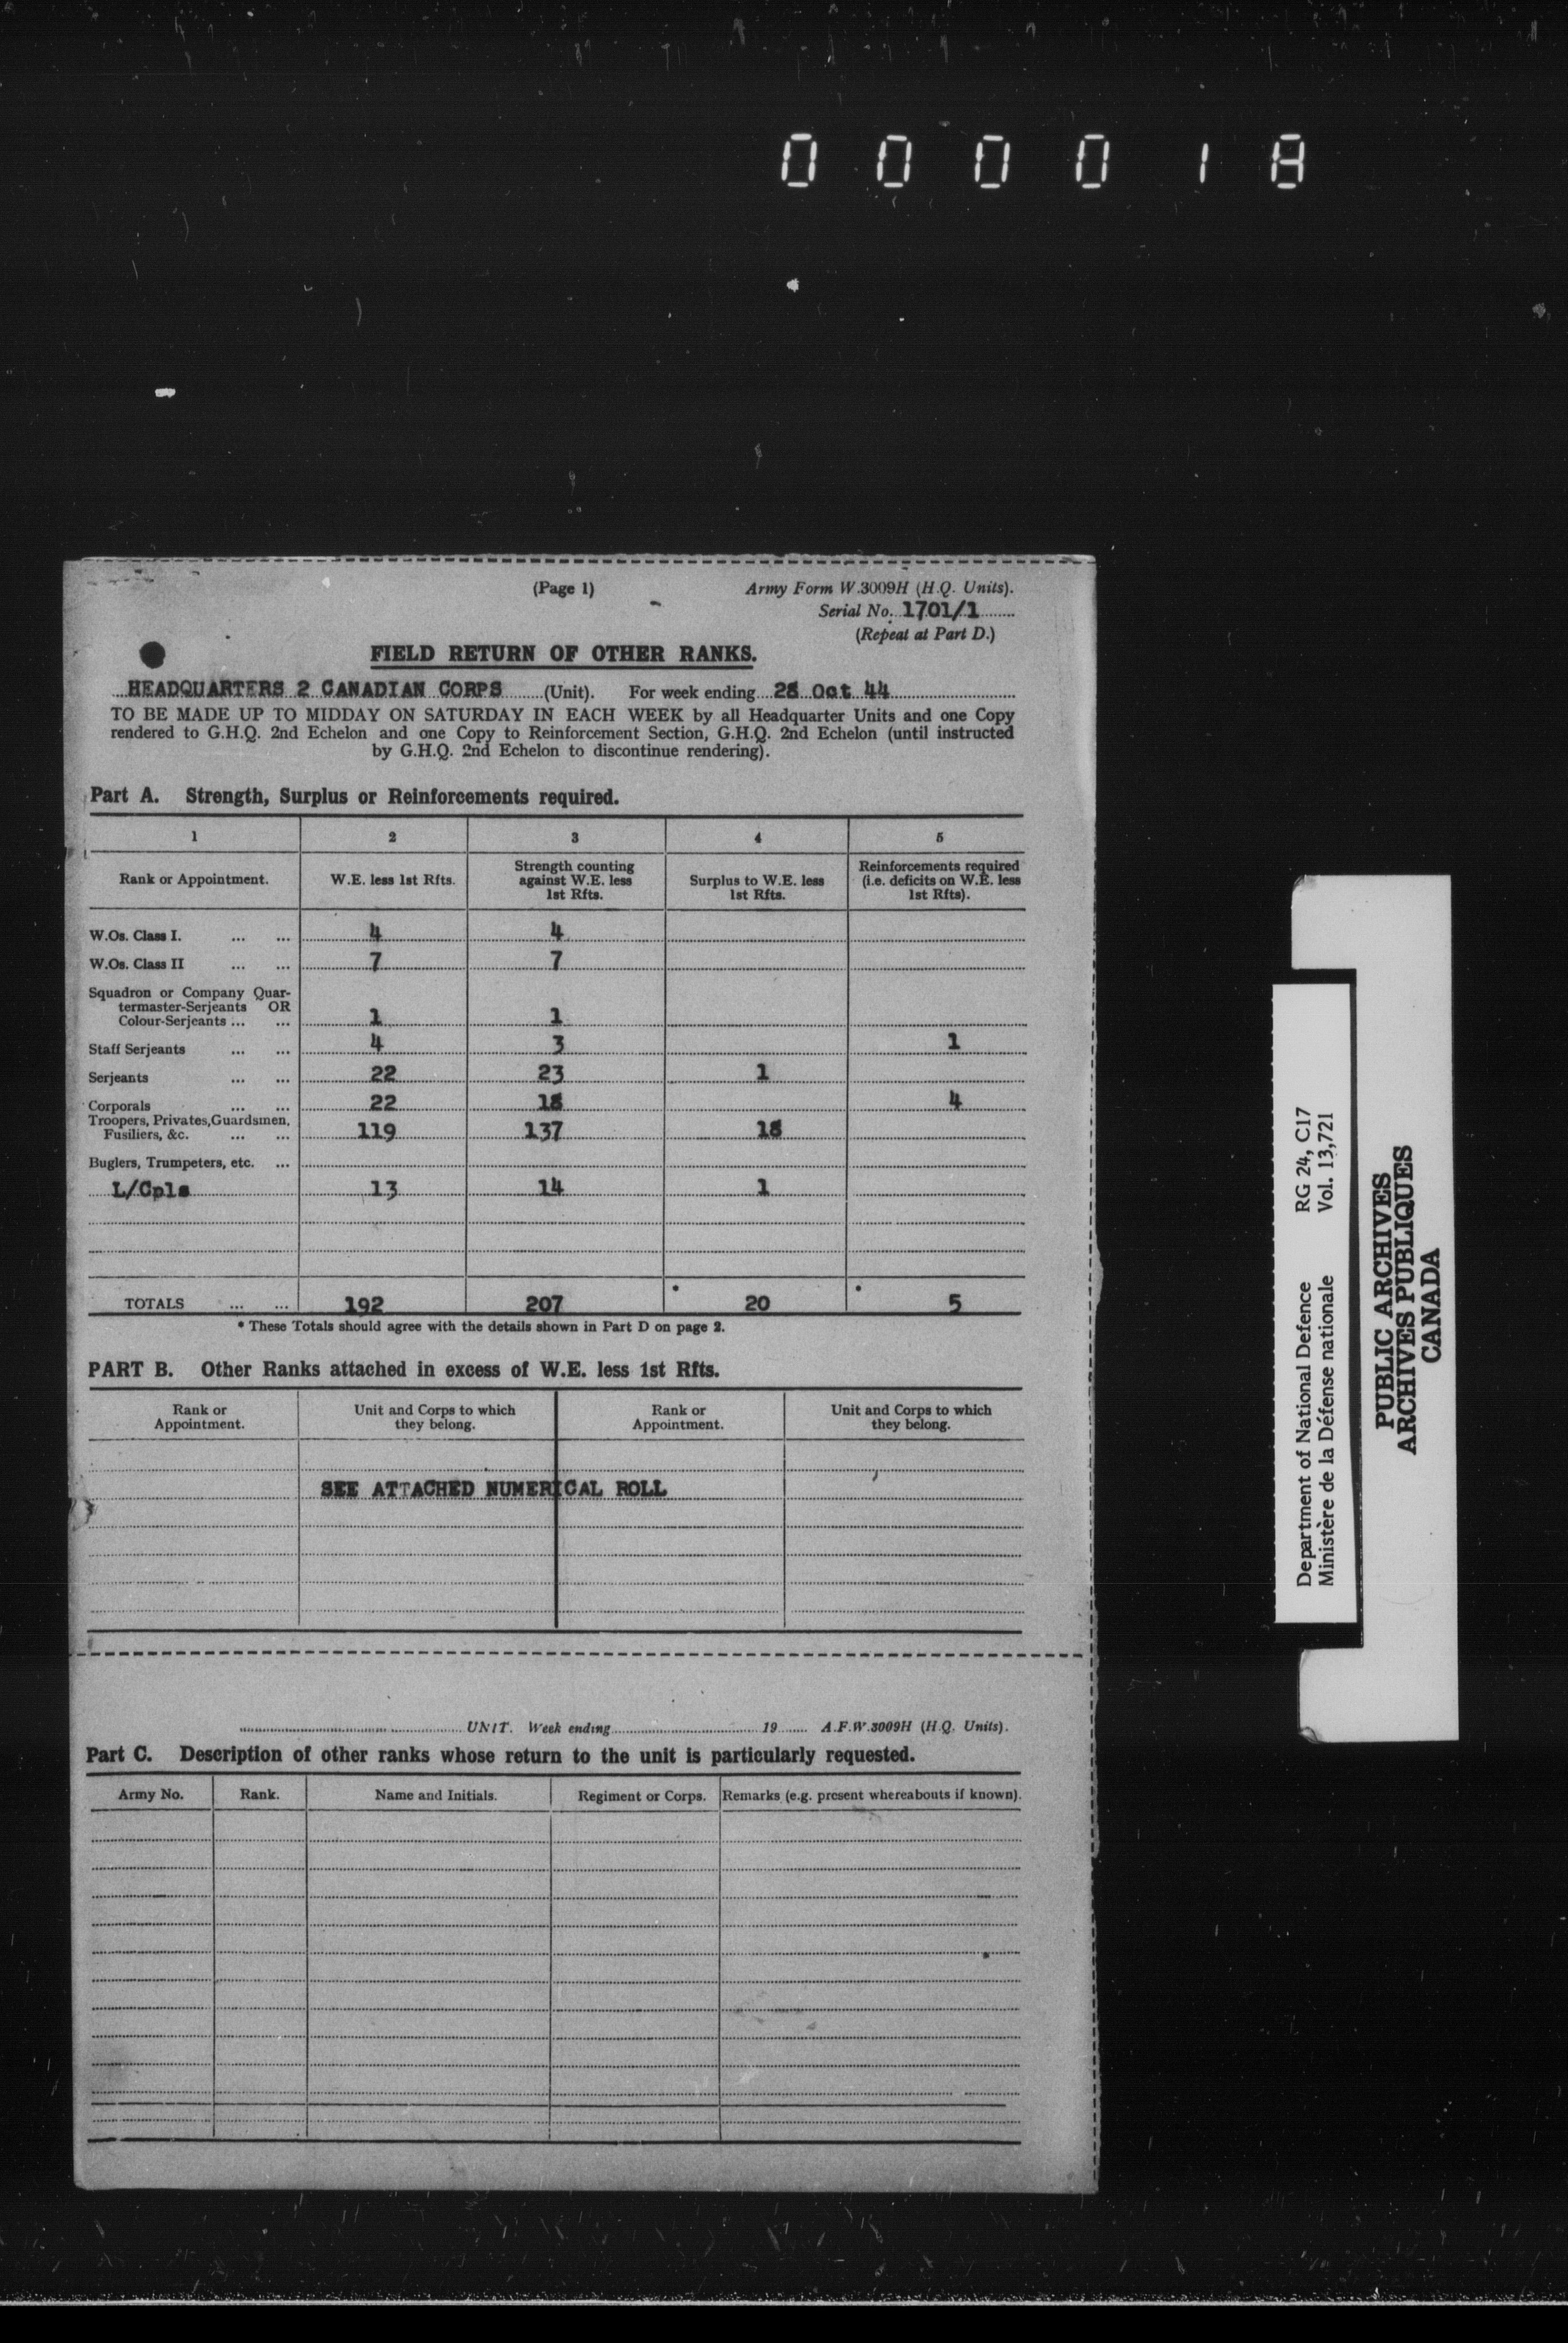 000018
(Page 1) Army Form W.3009H (H.Q. Units).
Serial No. 1701/1
(Repeat at Part D.)
FIELD RETURN OF OTHER RANKS.
HEADQUARTERS 2 CANADIAN CORPS (Unit). For week ending 28 Oct 44
TO BE MADE UP TO MIDDAY ON SATURDAY IN EACH WEEK by all Headquarter Units and one Copy
rendered to G.H.Q. 2nd Echelon and one Copy to Reinforcement Section, G.H.Q. 2nd Echelon (until instructed
by G.H.Q. 2nd Echelon to discontinue rendering).
Part A. Strength, Surplus or Reinforcements required.
1 2 3 4 5
Rank or Appointment. W.E. less 1st Rfts. Strength counting against W.E. less 1st Rfts. Surplus to W.E. less 1st Rfts. Reinforcements required (i.e. deficits on W.E. less 1st Rfts).
W.Os. Class I. ... ... 4 4
W.Os. Class II ... ... 7 7
Squadron or Company Quar-
termaster-Serjeants OR
Colour-Serjeants ... ... 1 1
Staff Serjeants ... ... 4 3 1
Serjeants ... ... 22 23 1
Corporals ... ... 22 18 4
Troopers, Privates, Guardsmen,
Fusiliers, &c. ... ... 119 137 18
Buglers, Trumpeters, etc. ...
L/Cpls 13 14 1
TOTALS ... ... 192 207 * 20 * 5
* These Totals should agree with the details shown in Part D on page 2.
PART B. Other Ranks attached in excess of W.E. less 1st Rfts.
Rank or Appointment. Unit and Corps to which they belong. Rank or Appointment. Unit and Corps to which they belong.
SEE ATTACHED NUMERICAL ROLL
UNIT. Week ending 19 A.F.W.3009H (H.Q. Units).
Part C. Description of other ranks whose return to the unit is particularly requested.
Army No. Rank. Name and Initials. Regiment or Corps. Remarks (e.g. present whereabouts if known).
Department of National Defence RG 24, C17
Ministère de la Défense nationale Vol. 13,721
PUBLIC ARCHIVES
ARCHIVES PUBLIQUES
CANADA